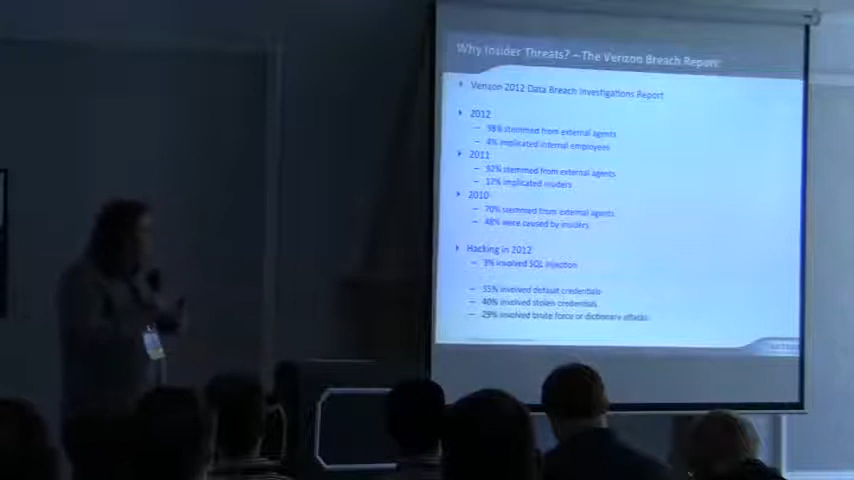 Why Insider Threats? – The Verizon Breach Report
Verizon 2012 Data Breach Investigations Report
2012
– 98% stemmed from external agents
– 4% implicated internal employees
2011
– 92% stemmed from external agents
– 17% implicated insiders
2010
– 70% stemmed from external agents
– 48% were caused by insiders
Hacking in 2012
– 3% involved SQL injection
– 55% involved default credentials
– 40% involved stolen credentials
– 29% involved brute force or dictionary attacks